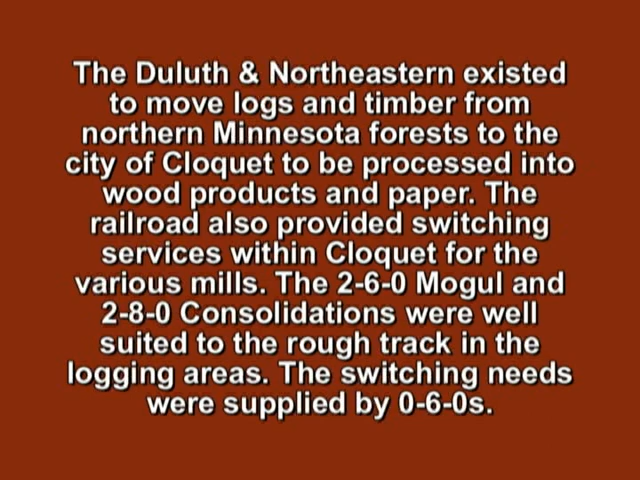 The Duluth & Northeastern existed
to move logs and timber from
northern Minnesota forests to the
city of Cloquet to be processed into
wood products and paper. The
railroad also provided switching
services within Cloquet for the
various mills. The 2-6-0 Mogul and
2-8-0 Consolidations were well
suited to the rough track in the
logging areas. The switching needs
were supplied by 0-6-0s.